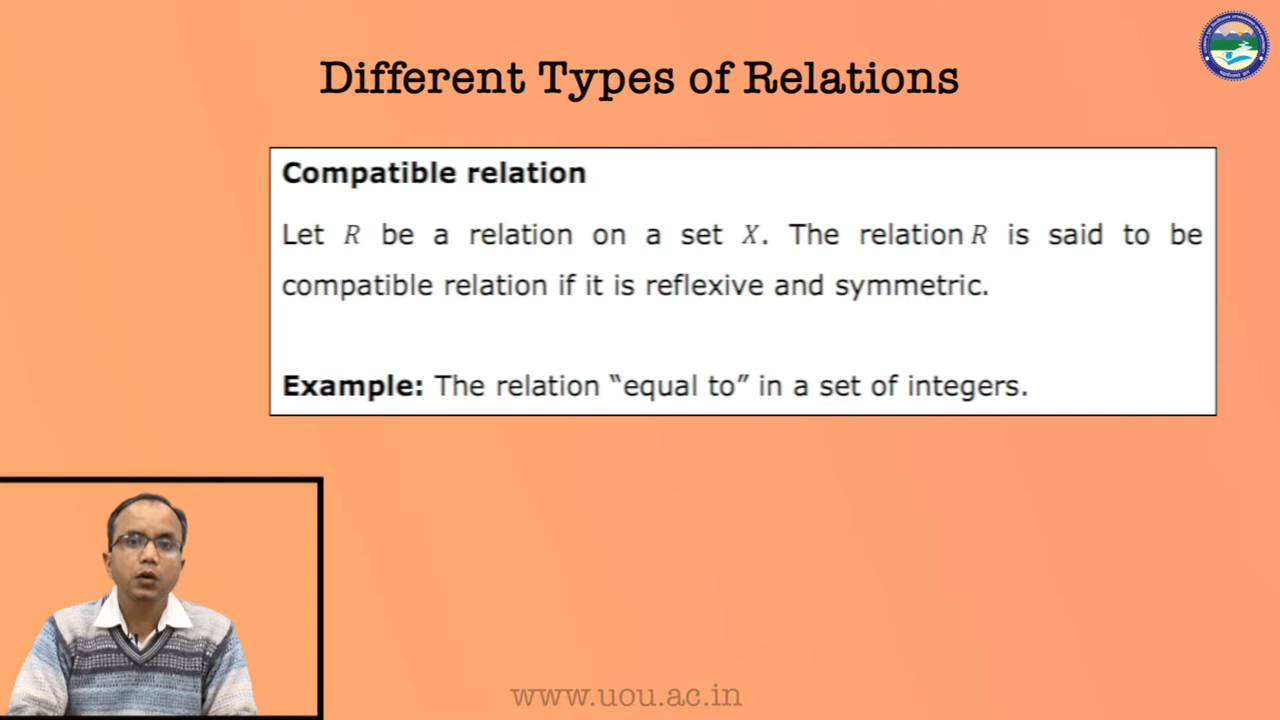 Different Types of Relations
Compatible relation
Let R be a relation on a set X. The relation R is said to be
compatible relation if it is reflexive and symmetric.
Example: The relation “equal to” in a set of integers.
www.uou.ac.in